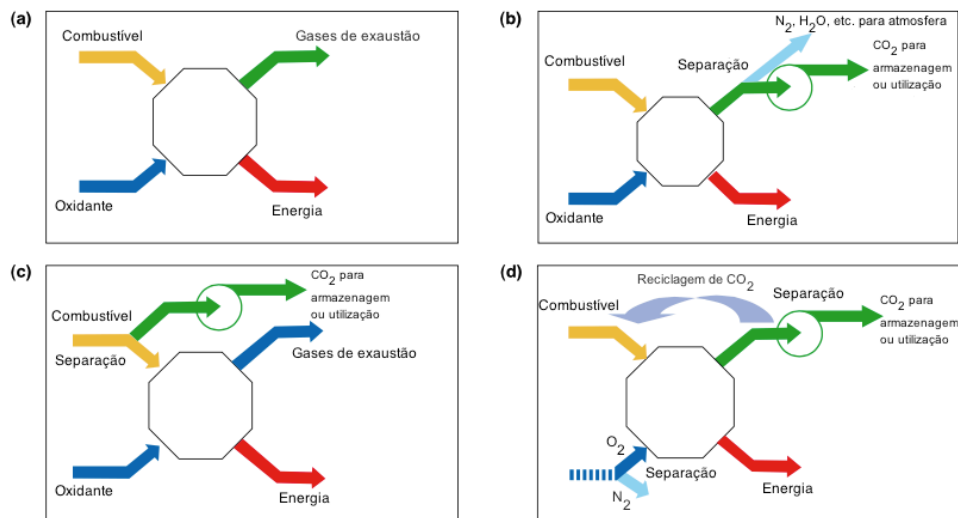 (a)
Combustível
Gases de exaustão
Oxidante
Energia
(b)
N2, H2O, etc. para atmosfera
Combustível
Separação
CO2 para
armazenagem
ou utilização
Oxidante
Energia
(c)
CO2 para
armazenagem
ou utilização
Combustível
Separação
Gases de exaustão
Oxidante
Energia
(d)
Reciclagem de CO2
Combustível
Separação
CO2 para
armazenagem
ou utilização
O2
Separação
N2
Energia